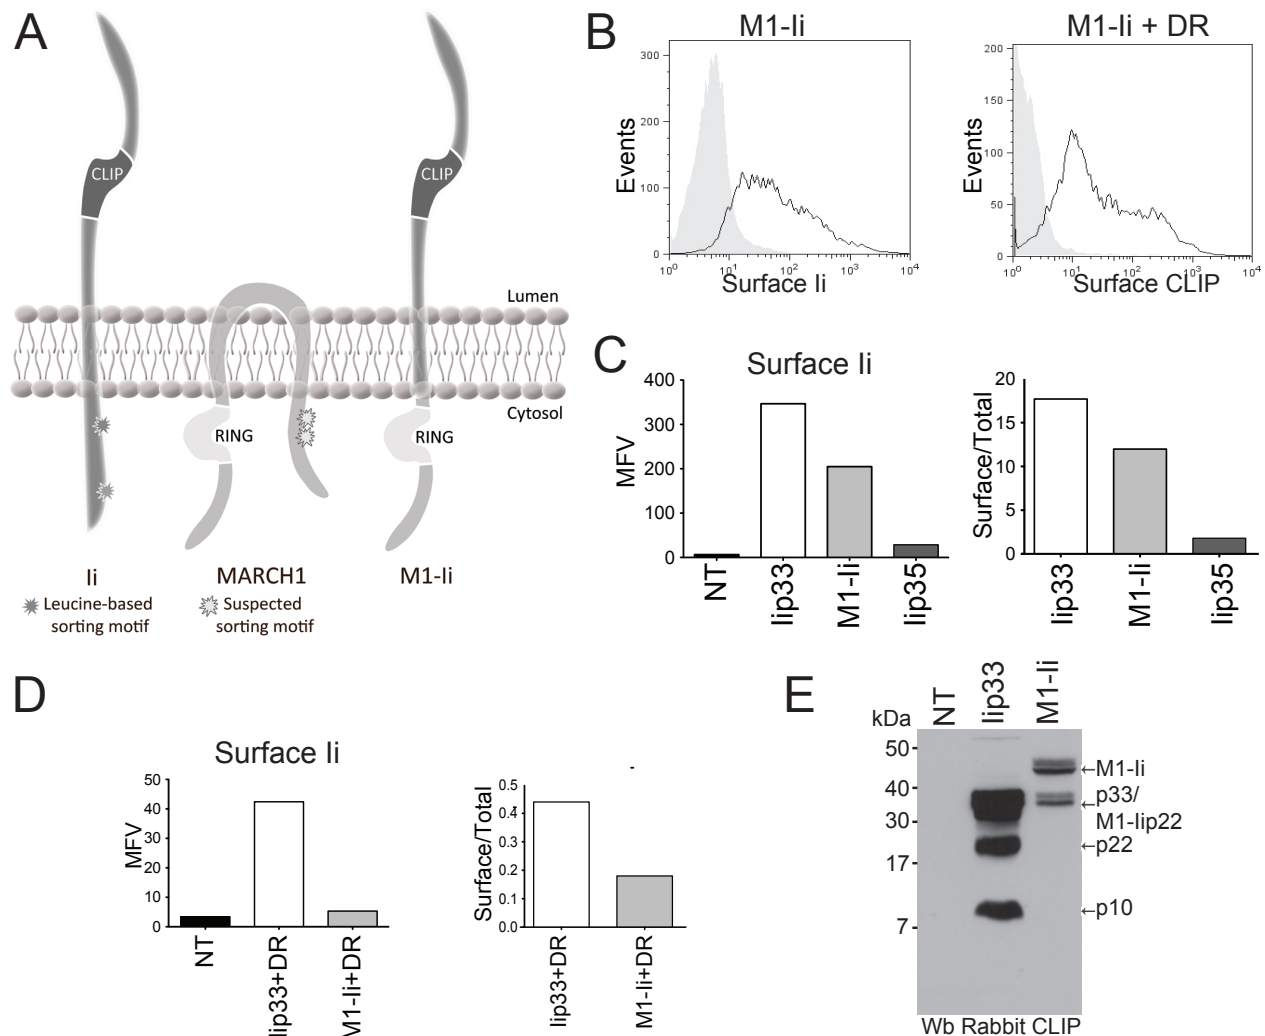 A
CLIP
CLIP
Lumen
Cytosol
RING
RING
Ii
MARCH1
M1-Ii
Leucine-based
sorting motif
Suspected
sorting motif
B
M1-Ii
Events
300
200
100
0
10⁰
10¹
10²
10³
10⁴
Surface Ii
M1-Ii + DR
Events
200
150
100
50
0
10⁰
10¹
10²
10³
10⁴
Surface CLIP
C
Surface Ii
MFV
400
300
200
100
0
NT
Iip33
M1-Ii
Iip35
Surface/Total
20
15
10
5
0
Iip33
M1-Ii
Iip35
D
Surface Ii
MFV
50
40
30
20
10
0
NT
Iip33+DR
M1-Ii+DR
Surface/Total
0.5
0.4
0.3
0.2
0.1
0.0
Iip33+DR
M1-Ii+DR
E
kDa
NT
Iip33
M1-Ii
50
40
30
17
7
←M1-Ii
←p33/
M1-Iip22
←p22
←p10
Wb Rabbit CLIP